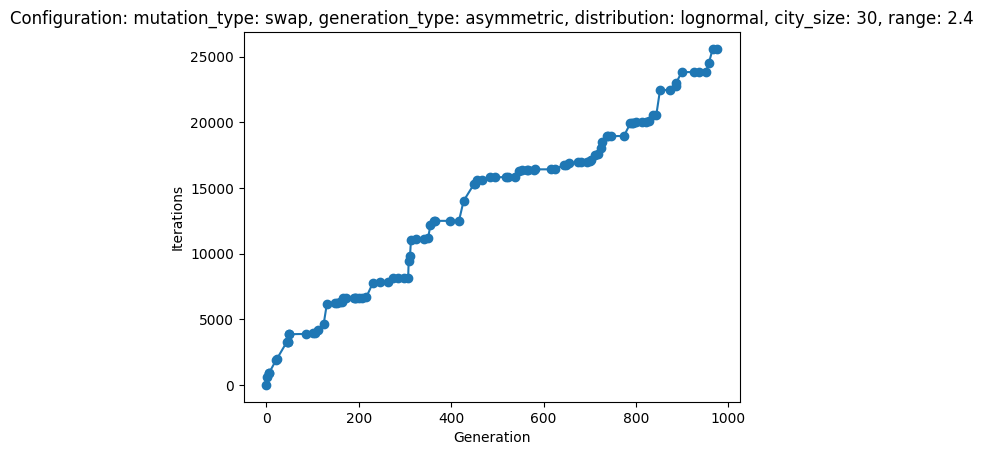 Configuration: mutation_type: swap, generation_type: asymmetric, distribution: lognormal, city_size: 30, range: 2.4
25000
20000
15000
10000
5000
0
Iterations
0 200 400 600 800 1000
Generation